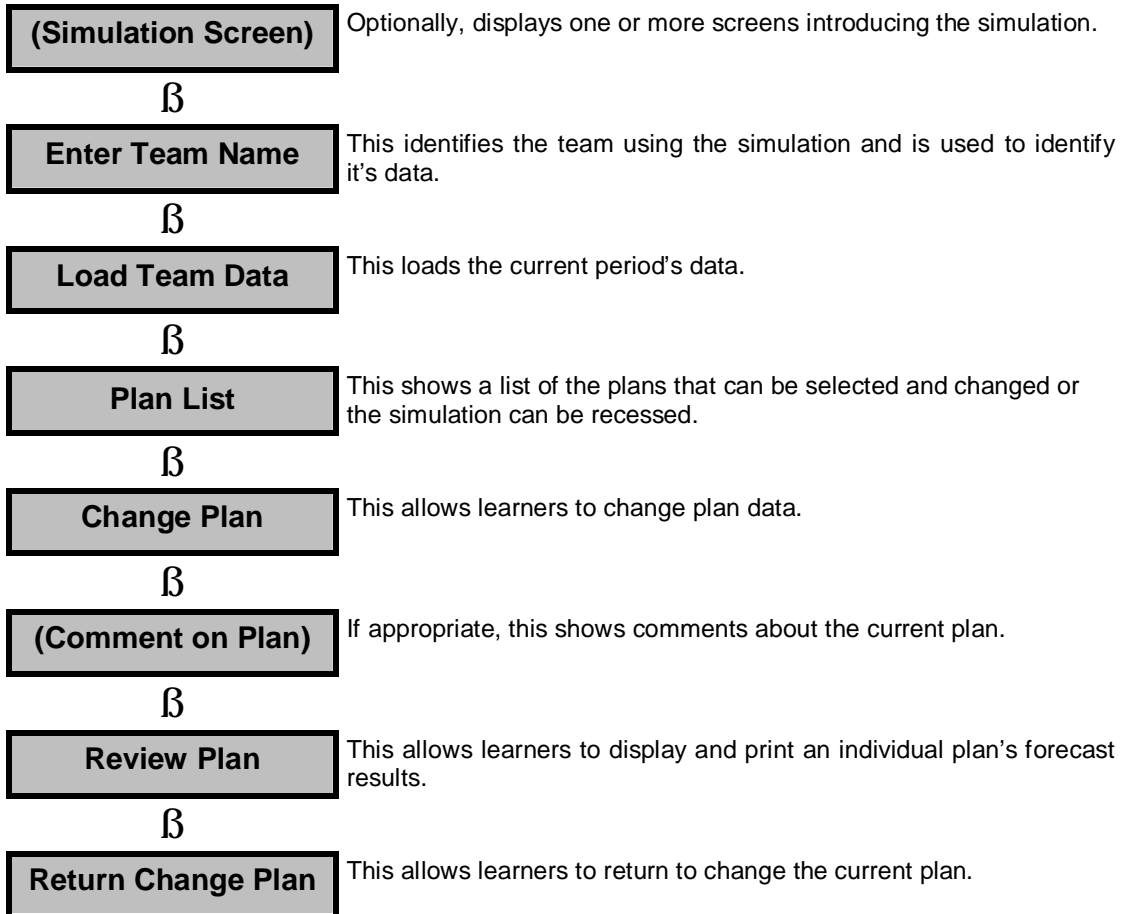 (Simulation Screen)
Optionally, displays one or more screens introducing the simulation.
ß
Enter Team Name
This identifies the team using the simulation and is used to identify
it's data.
ß
Load Team Data
This loads the current period's data.
ß
Plan List
This shows a list of the plans that can be selected and changed or
the simulation can be recessed.
ß
Change Plan
This allows learners to change plan data.
ß
(Comment on Plan)
If appropriate, this shows comments about the current plan.
ß
Review Plan
This allows learners to display and print an individual plan's forecast
results.
ß
Return Change Plan
This allows learners to return to change the current plan.